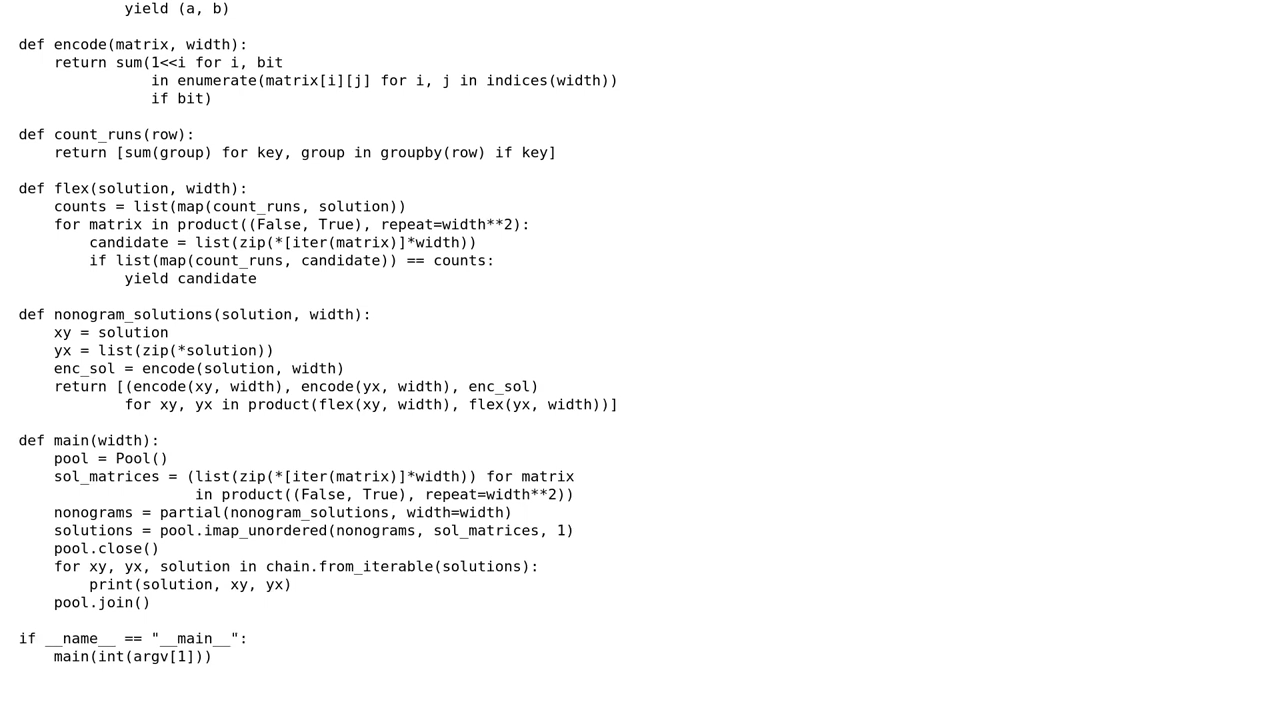 yield (a, b)

def encode(matrix, width):
    return sum(1<<i for i, bit
               in enumerate(matrix[i][j] for i, j in indices(width))
               if bit)

def count_runs(row):
    return [sum(group) for key, group in groupby(row) if key]

def flex(solution, width):
    counts = list(map(count_runs, solution))
    for matrix in product((False, True), repeat=width**2):
        candidate = list(zip(*[iter(matrix)]*width))
        if list(map(count_runs, candidate)) == counts:
            yield candidate

def nonogram_solutions(solution, width):
    xy = solution
    yx = list(zip(*solution))
    enc_sol = encode(solution, width)
    return [(encode(xy, width), encode(yx, width), enc_sol)
            for xy, yx in product(flex(xy, width), flex(yx, width))]

def main(width):
    pool = Pool()
    sol_matrices = (list(zip(*[iter(matrix)]*width)) for matrix
                    in product((False, True), repeat=width**2))
    nonograms = partial(nonogram_solutions, width=width)
    solutions = pool.imap_unordered(nonograms, sol_matrices, 1)
    pool.close()
    for xy, yx, solution in chain.from_iterable(solutions):
        print(solution, xy, yx)
    pool.join()

if __name__ == "__main__":
    main(int(argv[1]))